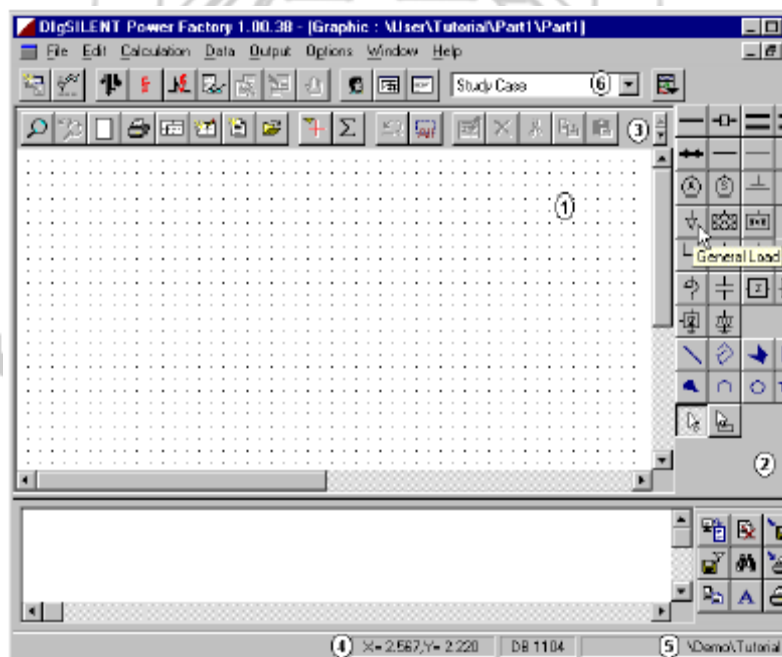 DIgSILENT Power Factory 1.00.38 - [Graphic : \User\Tutorial\Part1\Part1]
File Edit Calculation Data Output Options Window Help
Study Case 6
3
1
General Load
2
4 X= 2.567,Y= 2.220 DB 1104 5 \Demo\Tutorial